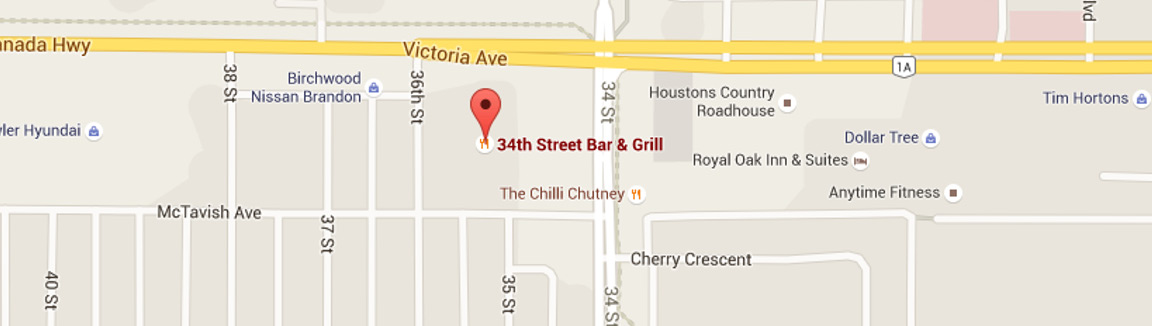 lvd
anada Hwy
Victoria Ave
1A
38 St
Birchwood
Nissan Brandon
36th St
34 St
Houstons Country
Roadhouse
Tim Hortons
yler Hyundai
34th Street Bar & Grill
Dollar Tree
Royal Oak Inn & Suites
The Chilli Chutney
Anytime Fitness
McTavish Ave
37 St
Cherry Crescent
40 St
35 St
34 St